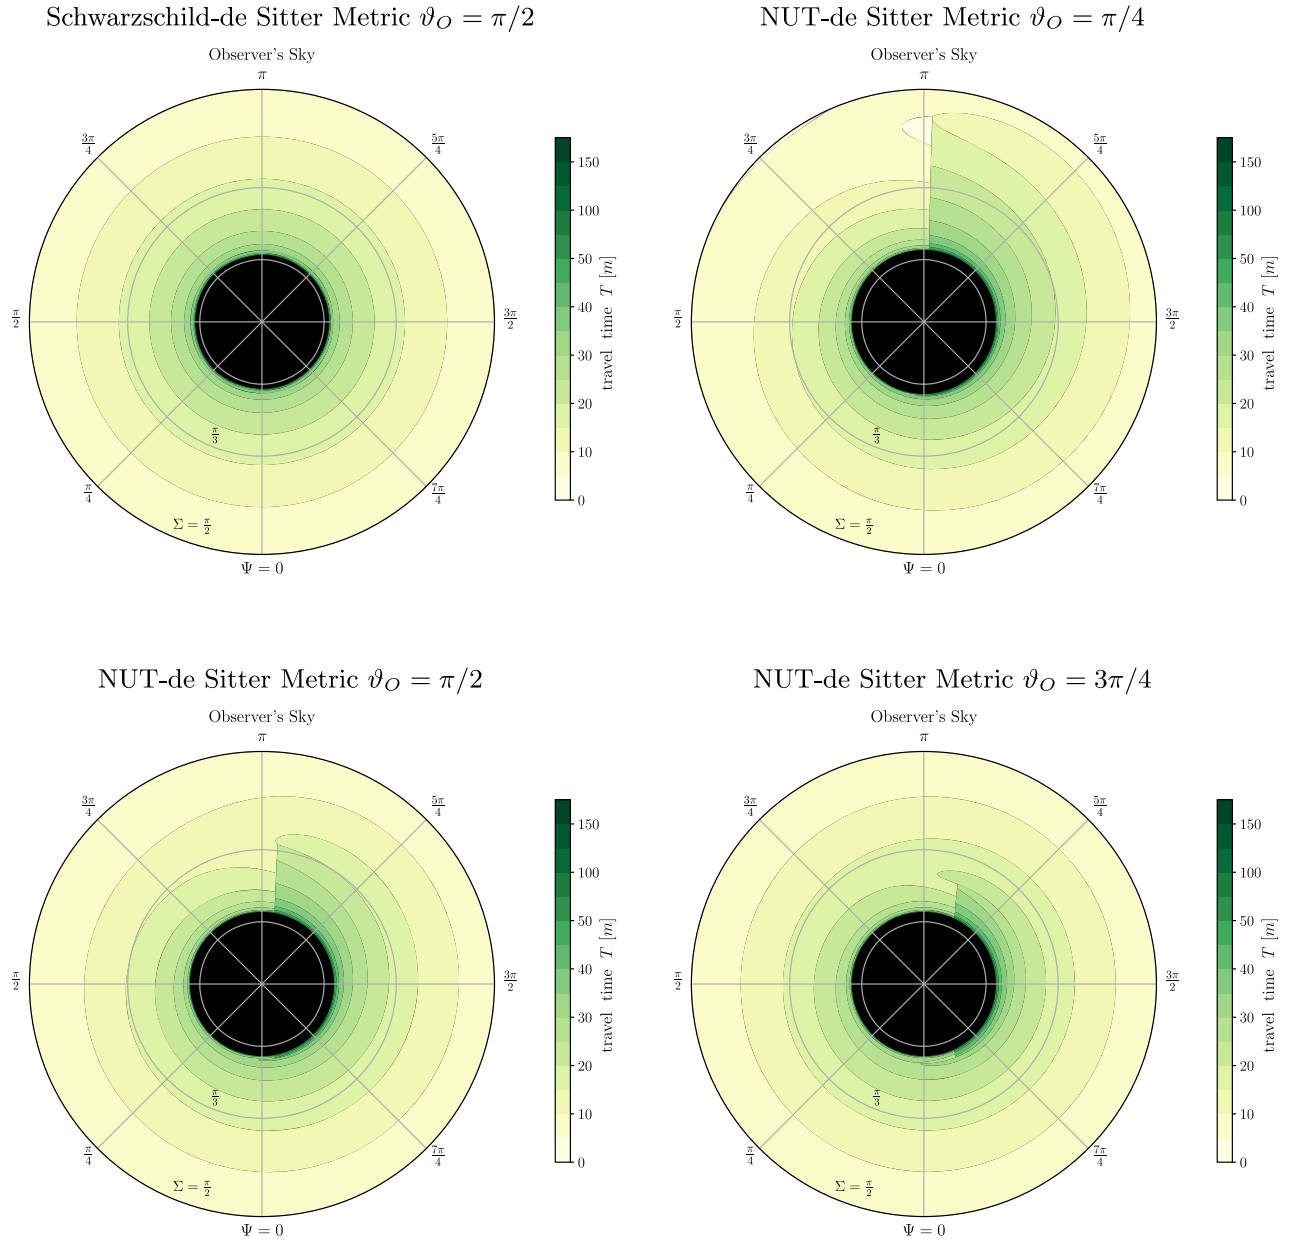 Schwarzschild-de Sitter Metric ϑ_O = π/2
Observer's Sky
π
3π/4
5π/4
π/2
3π/2
π/3
π/4
7π/4
Σ = π/2
Ψ = 0
150
100
50
40
30
20
10
0
travel time T [m]
NUT-de Sitter Metric ϑ_O = π/4
Observer's Sky
π
3π/4
5π/4
π/2
3π/2
π/3
π/4
7π/4
Σ = π/2
Ψ = 0
150
100
50
40
30
20
10
0
travel time T [m]
NUT-de Sitter Metric ϑ_O = π/2
Observer's Sky
π
3π/4
5π/4
π/2
3π/2
π/3
π/4
7π/4
Σ = π/2
Ψ = 0
150
100
50
40
30
20
10
0
travel time T [m]
NUT-de Sitter Metric ϑ_O = 3π/4
Observer's Sky
π
3π/4
5π/4
π/2
3π/2
π/3
π/4
7π/4
Σ = π/2
Ψ = 0
150
100
50
40
30
20
10
0
travel time T [m]